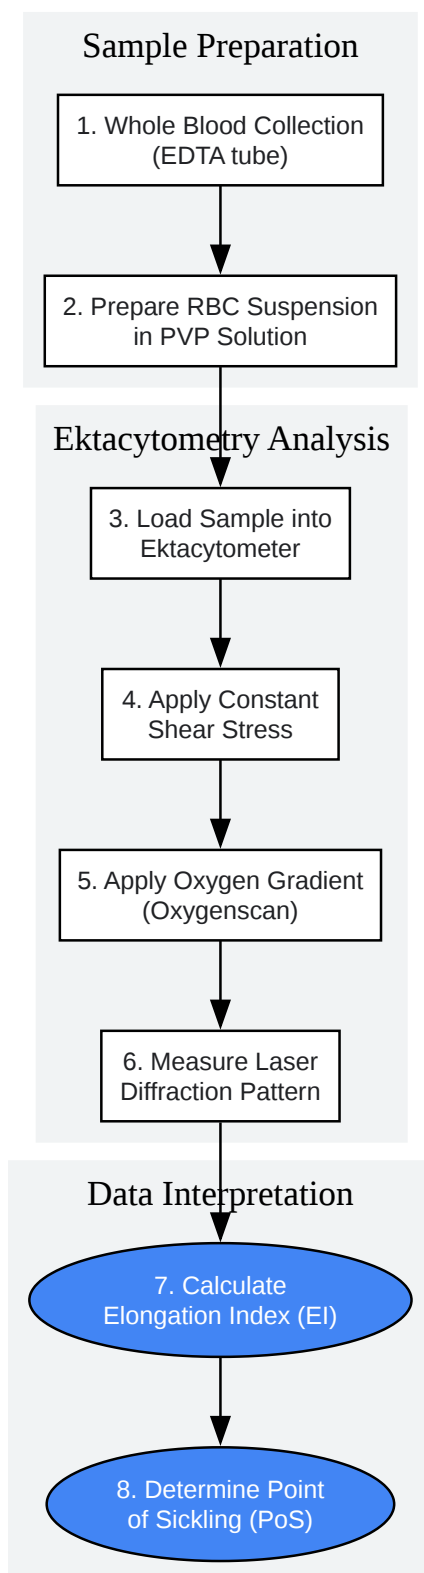 Sample Preparation
1. Whole Blood Collection
(EDTA tube)
2. Prepare RBC Suspension
in PVP Solution
Ektacytometry Analysis
3. Load Sample into
Ektacytometer
4. Apply Constant
Shear Stress
5. Apply Oxygen Gradient
(Oxygenscan)
6. Measure Laser
Diffraction Pattern
Data Interpretation
7. Calculate
Elongation Index (EI)
8. Determine Point
of Sickling (PoS)